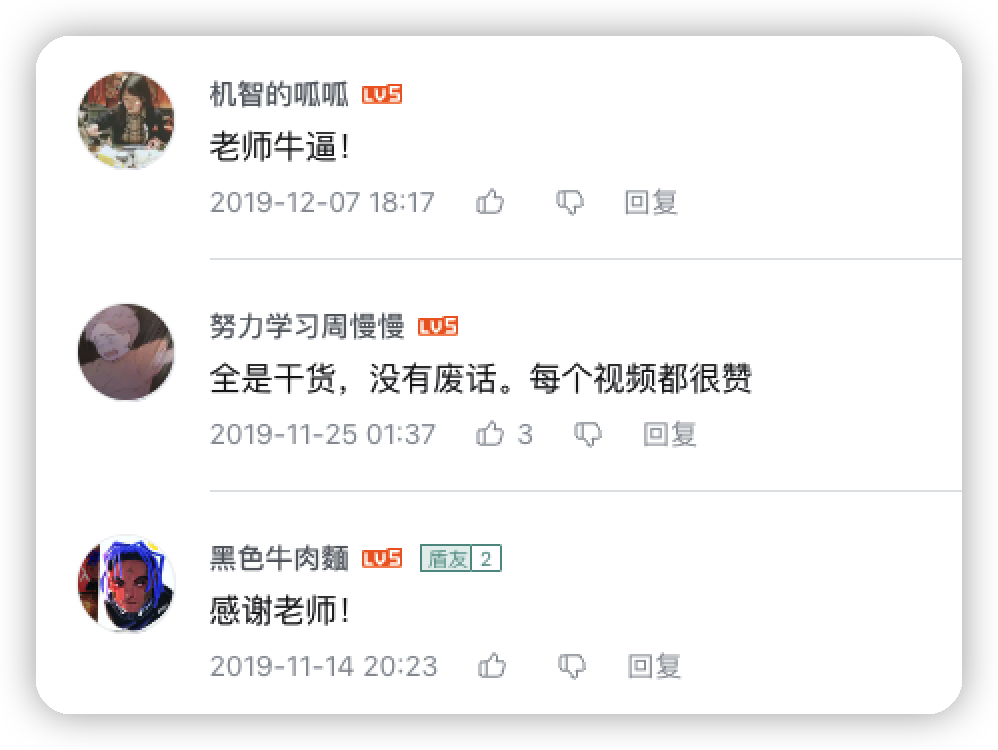 机智的呱呱 LV5
老师牛逼！
2019-12-07 18:17 回复
努力学习周慢慢 LV5
全是干货，没有废话。每个视频都很赞
2019-11-25 01:37 3 回复
黑色牛肉麵 LV5 盾友 2
感谢老师！
2019-11-14 20:23 回复